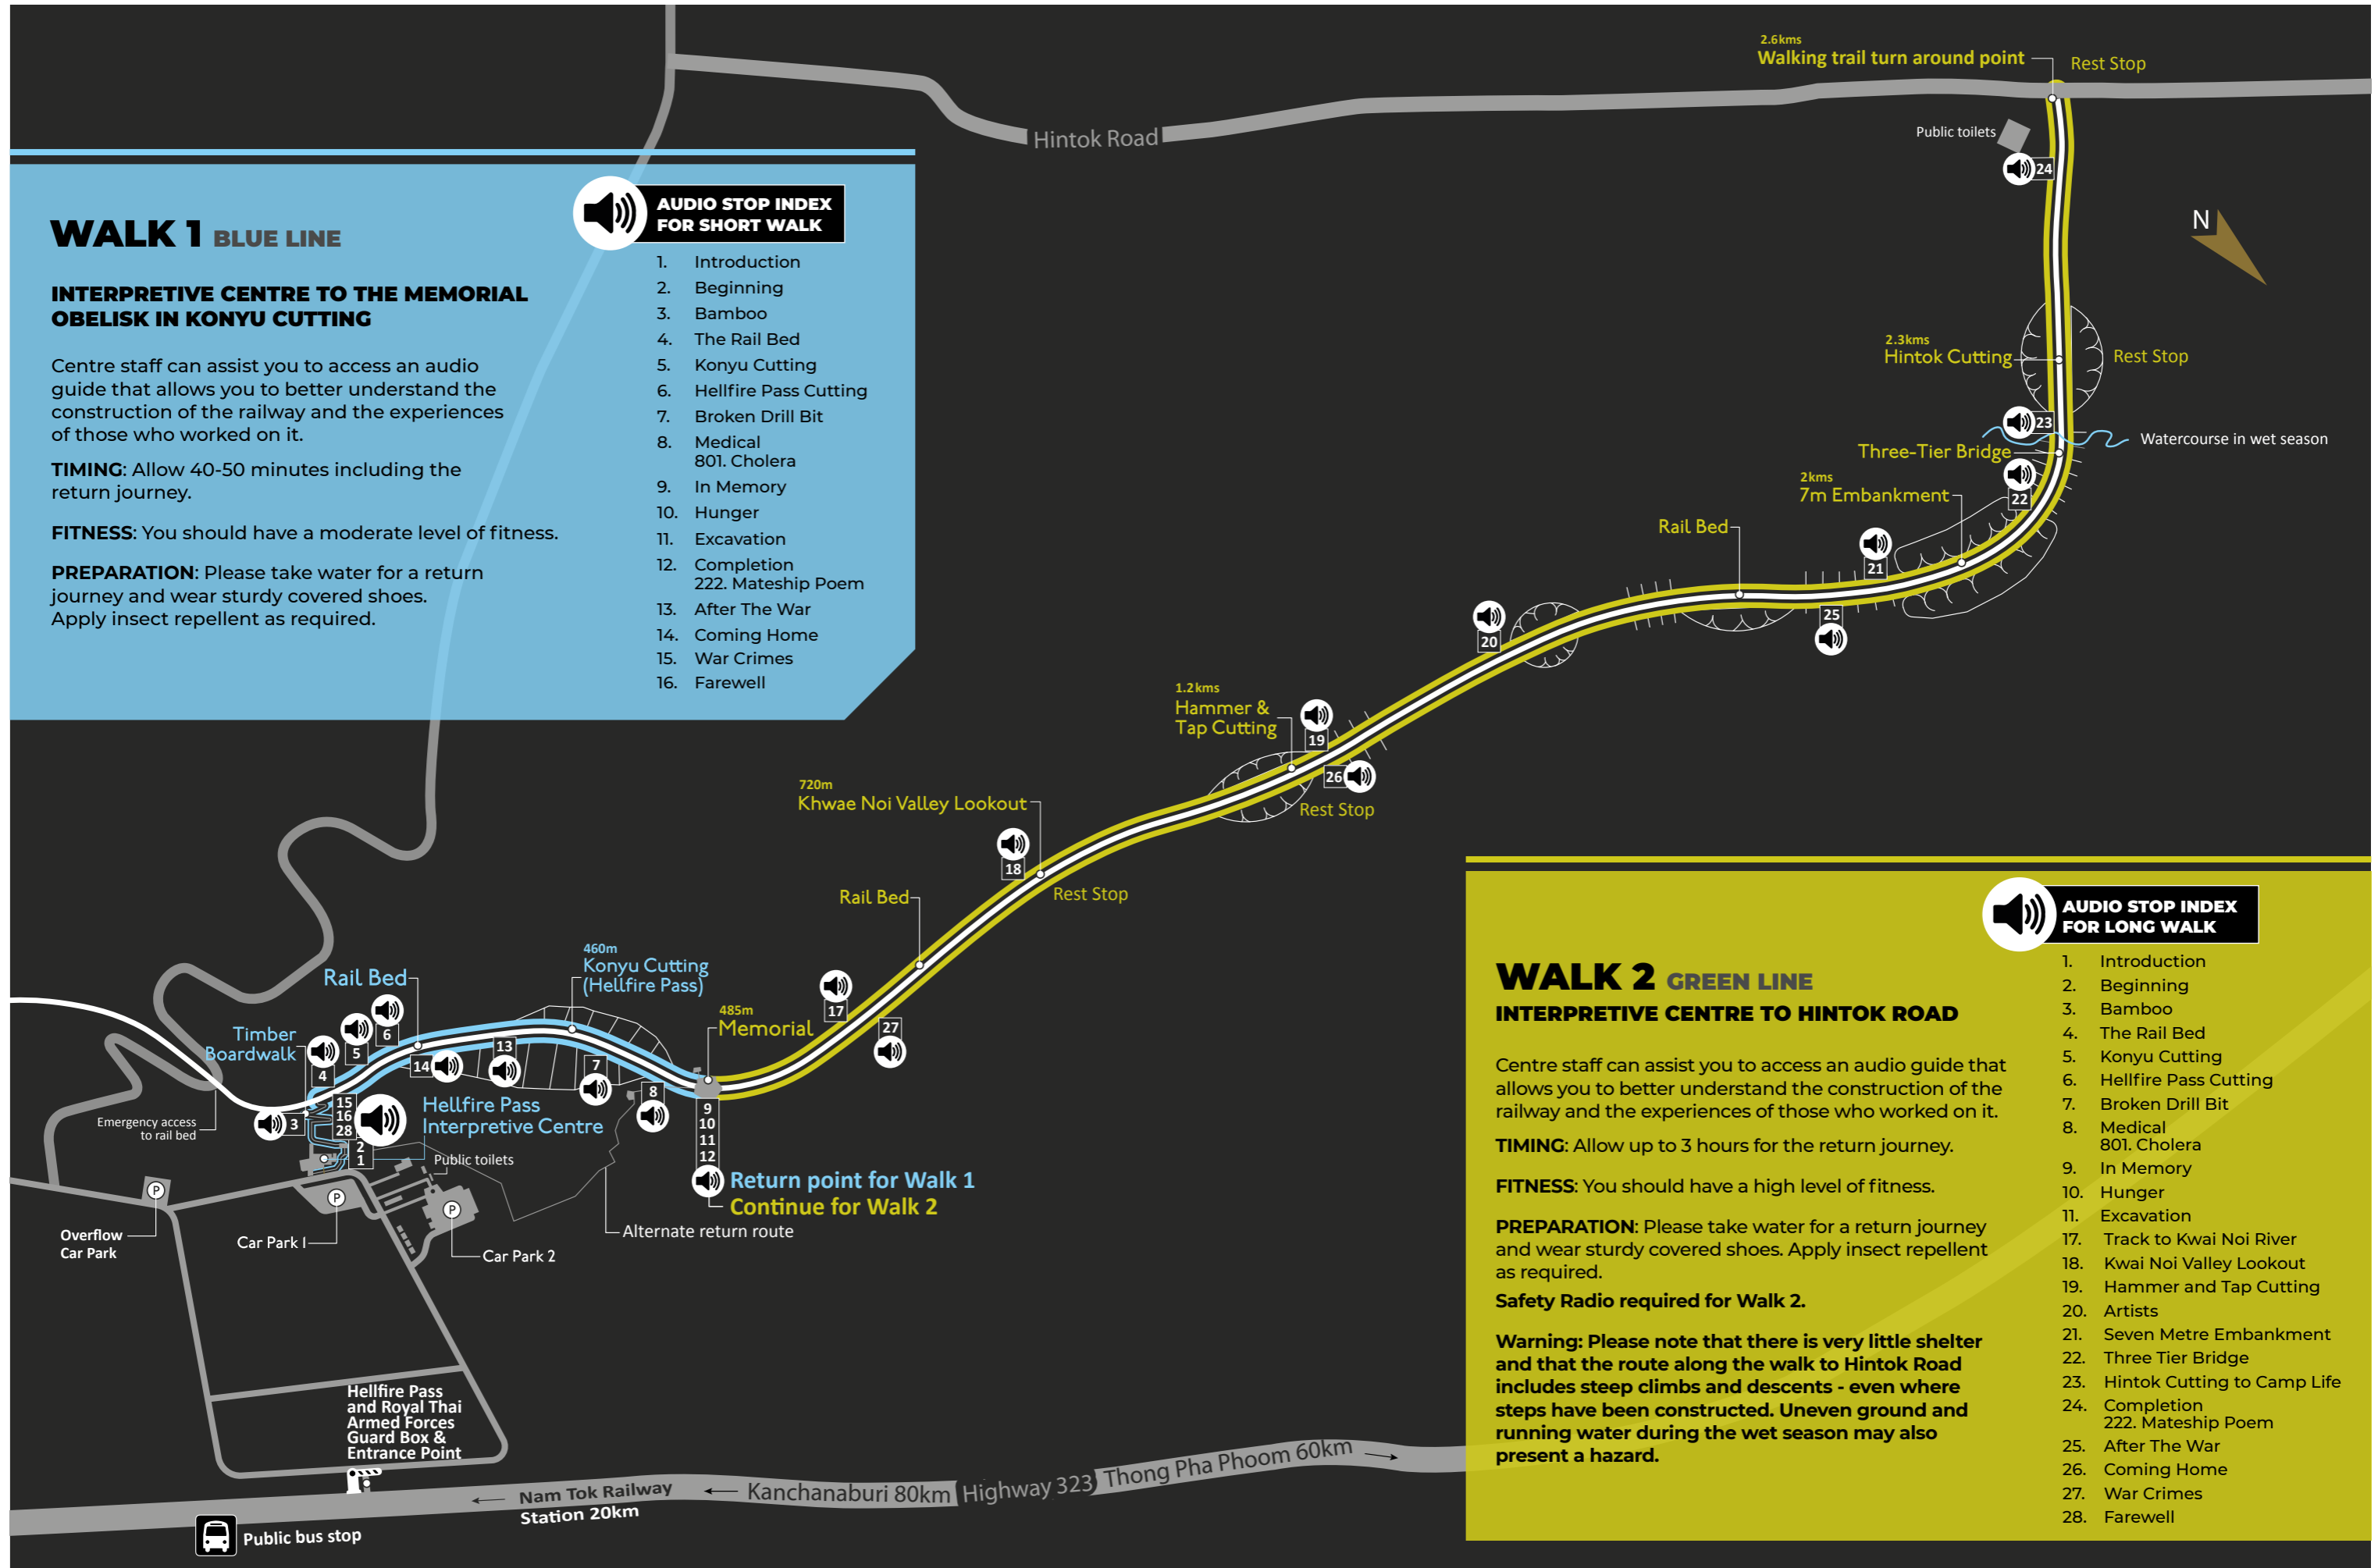 2.6kms
Walking trail turn around point
Rest Stop
Hintok Road
Public toilets
24
N
WALK 1 BLUE LINE
INTERPRETIVE CENTRE TO THE MEMORIAL
OBELISK IN KONYU CUTTING
Centre staff can assist you to access an audio
guide that allows you to better understand the
construction of the railway and the experiences
of those who worked on it.
TIMING: Allow 40-50 minutes including the
return journey.
FITNESS: You should have a moderate level of fitness.
PREPARATION: Please take water for a return
journey and wear sturdy covered shoes.
Apply insect repellent as required.
AUDIO STOP INDEX
FOR SHORT WALK
1. Introduction
2. Beginning
3. Bamboo
4. The Rail Bed
5. Konyu Cutting
6. Hellfire Pass Cutting
7. Broken Drill Bit
8. Medical
801. Cholera
9. In Memory
10. Hunger
11. Excavation
12. Completion
222. Mateship Poem
13. After The War
14. Coming Home
15. War Crimes
16. Farewell
2.3kms
Hintok Cutting
Rest Stop
23
Watercourse in wet season
Three-Tier Bridge
22
2kms
7m Embankment
Rail Bed
21
25
20
1.2kms
Hammer &
Tap Cutting
19
26
Rest Stop
720m
Khwae Noi Valley Lookout
18
Rest Stop
Rail Bed
17
27
460m
Konyu Cutting
(Hellfire Pass)
485m
Memorial
Rail Bed
Timber
Boardwalk
6
5
4
14
13
7
8
3
15
16
28
2
1
Hellfire Pass
Interpretive Centre
Emergency access
to rail bed
Public toilets
9
10
11
12
Return point for Walk 1
Continue for Walk 2
Alternate return route
P
P
P
Overflow
Car Park
Car Park 1
Car Park 2
Hellfire Pass
and Royal Thai
Armed Forces
Guard Box &
Entrance Point
Nam Tok Railway
Station 20km
Kanchanaburi 80km
Highway 323
Thong Pha Phoom 60km
Public bus stop
WALK 2 GREEN LINE
INTERPRETIVE CENTRE TO HINTOK ROAD
Centre staff can assist you to access an audio guide that
allows you to better understand the construction of the
railway and the experiences of those who worked on it.
TIMING: Allow up to 3 hours for the return journey.
FITNESS: You should have a high level of fitness.
PREPARATION: Please take water for a return journey
and wear sturdy covered shoes. Apply insect repellent
as required.
Safety Radio required for Walk 2.
Warning: Please note that there is very little shelter
and that the route along the walk to Hintok Road
includes steep climbs and descents - even where
steps have been constructed. Uneven ground and
running water during the wet season may also
present a hazard.
AUDIO STOP INDEX
FOR LONG WALK
1. Introduction
2. Beginning
3. Bamboo
4. The Rail Bed
5. Konyu Cutting
6. Hellfire Pass Cutting
7. Broken Drill Bit
8. Medical
801. Cholera
9. In Memory
10. Hunger
11. Excavation
17. Track to Kwai Noi River
18. Kwai Noi Valley Lookout
19. Hammer and Tap Cutting
20. Artists
21. Seven Metre Embankment
22. Three Tier Bridge
23. Hintok Cutting to Camp Life
24. Completion
222. Mateship Poem
25. After The War
26. Coming Home
27. War Crimes
28. Farewell